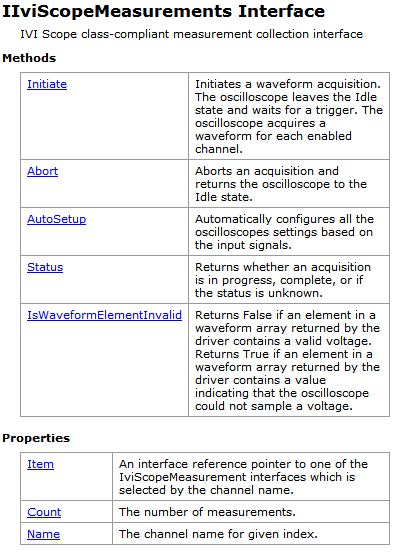 IIviScopeMeasurements Interface
IVI Scope class-compliant measurement collection interface
Methods
Initiate
Initiates a waveform acquisition.
The oscilloscope leaves the Idle
state and waits for a trigger. The
oscilloscope acquires a
waveform for each enabled
channel.
Abort
Aborts an acquisition and
returns the oscilloscope to the
Idle state.
AutoSetup
Automatically configures all the
oscilloscopes settings based on
the input signals.
Status
Returns whether an acquisition
is in progress, complete, or if
the status is unknown.
IsWaveformElementInvalid
Returns False if an element in a
waveform array returned by the
driver contains a valid voltage.
Returns True if an element in a
waveform array returned by the
driver contains a value
indicating that the oscilloscope
could not sample a voltage.
Properties
Item
An interface reference pointer to one of the
IviScopeMeasurement interfaces which is
selected by the channel name.
Count
The number of measurements.
Name
The channel name for given index.